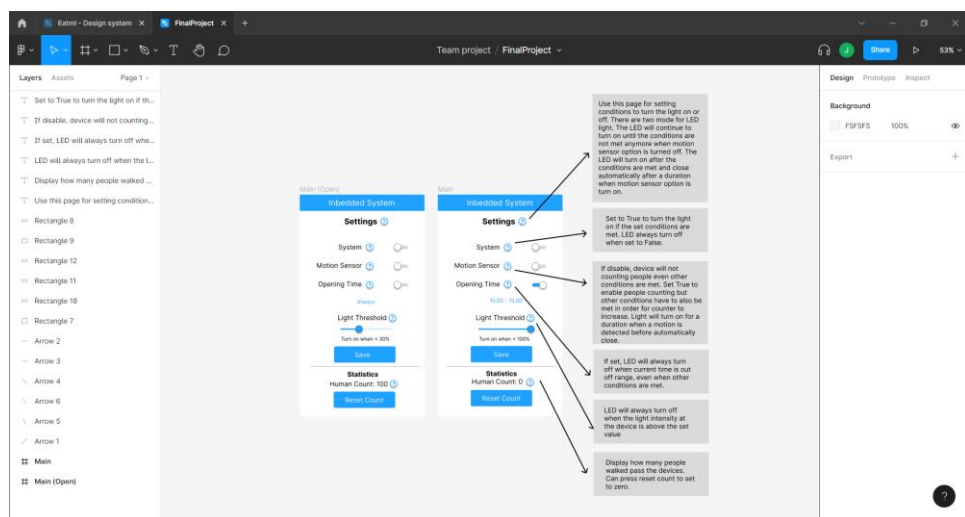 Eatmi - Design system
FinalProject
Team project / FinalProject
J
Share
53%
Layers
Assets
Page 1
Set to True to turn the light on if th...
If disable, device will not counting...
If set, LED will always turn off whe...
LED will always turn off when the l...
Display how many people walked ...
Use this page for setting condition...
Rectangle 8
Rectangle 9
Rectangle 12
Rectangle 11
Rectangle 10
Rectangle 7
Arrow 2
Arrow 3
Arrow 4
Arrow 6
Arrow 5
Arrow 1
Main
Main (Open)
Main (Open)
Inbedded System
Settings ?
System ?
Motion Sensor ?
Opening Time ?
Always
Light Threshold ?
Turn on when < 30%
Save
Statistics
Human Count: 100 ?
Reset Count
Main
Inbedded System
Settings ?
System ?
Motion Sensor ?
Opening Time ?
Light Threshold ?
Turn on when < 100%
Save
Statistics
Human Count: 0 ?
Reset Count
Use this page for setting
conditions to turn the light on or
off. There are two mode for LED
light. The LED will continue to
turn on until the conditions are
not met anymore when motion
sensor option is turned off. The
LED will turn on after the
conditions are met and close
automatically after a duration
when motion sensor option is
turn on.
Set to True to turn the light
on if the set conditions are
met. LED always turn off
when set to False.
If disable, device will not
counting people even other
conditions are met. Set True to
enable people counting but
other conditions have to also be
met in order for counter to
increase. Light will turn on for a
duration when a motion is
detected before automatically
close.
If set, LED will always turn
off when current time is out
off range, even when other
conditions are met.
LED will always turn off
when the light intensity at
the device is above the set
value
Display how many people
walked pass the devices.
Can press reset count to set
to zero.
Design
Prototype
Inspect
Background
F5F5F5
100%
Export
?